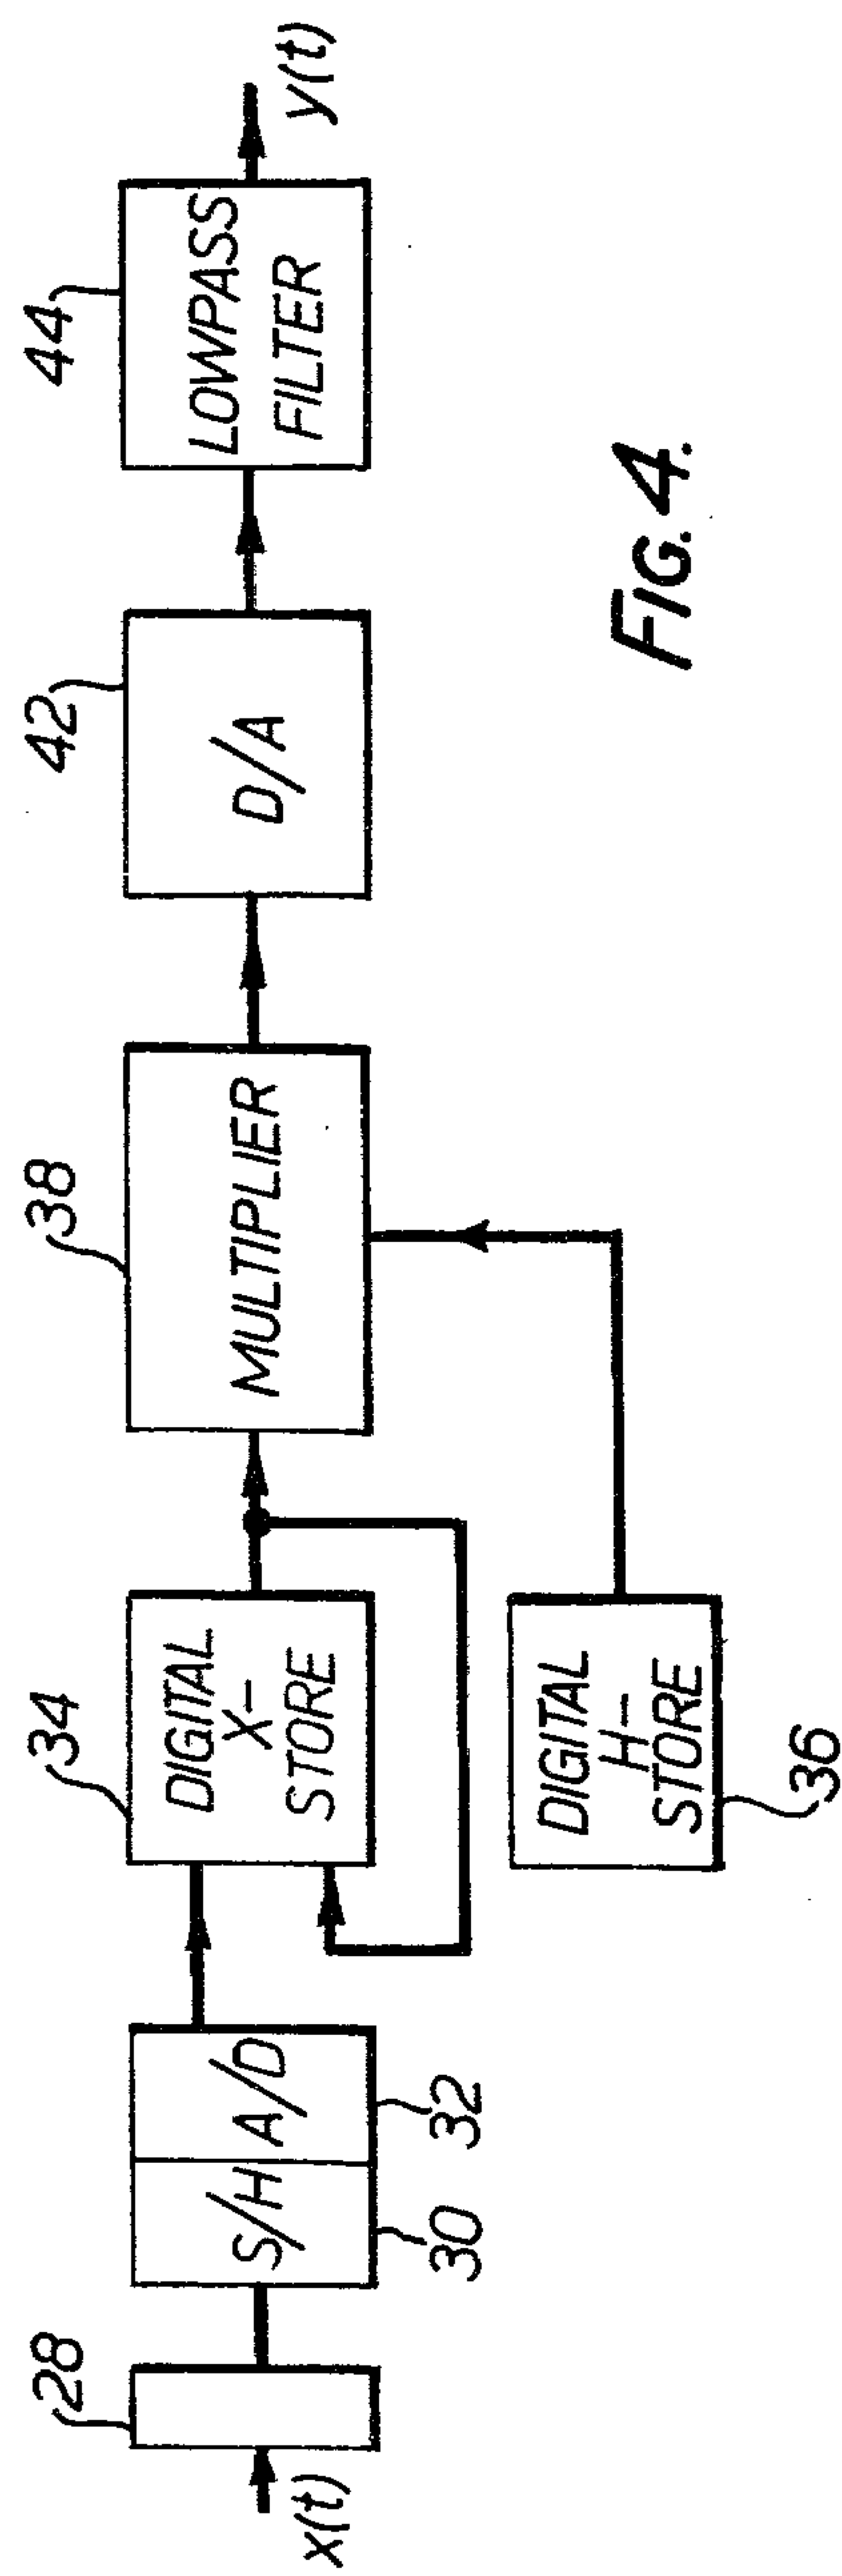 x(t)
28
S/H
30
A/D
32
34
DIGITAL
X-
STORE
DIGITAL
H-
STORE
36
38
MULTIPLIER
42
D/A
44
LOWPASS
FILTER
y(t)
FIG. 4.